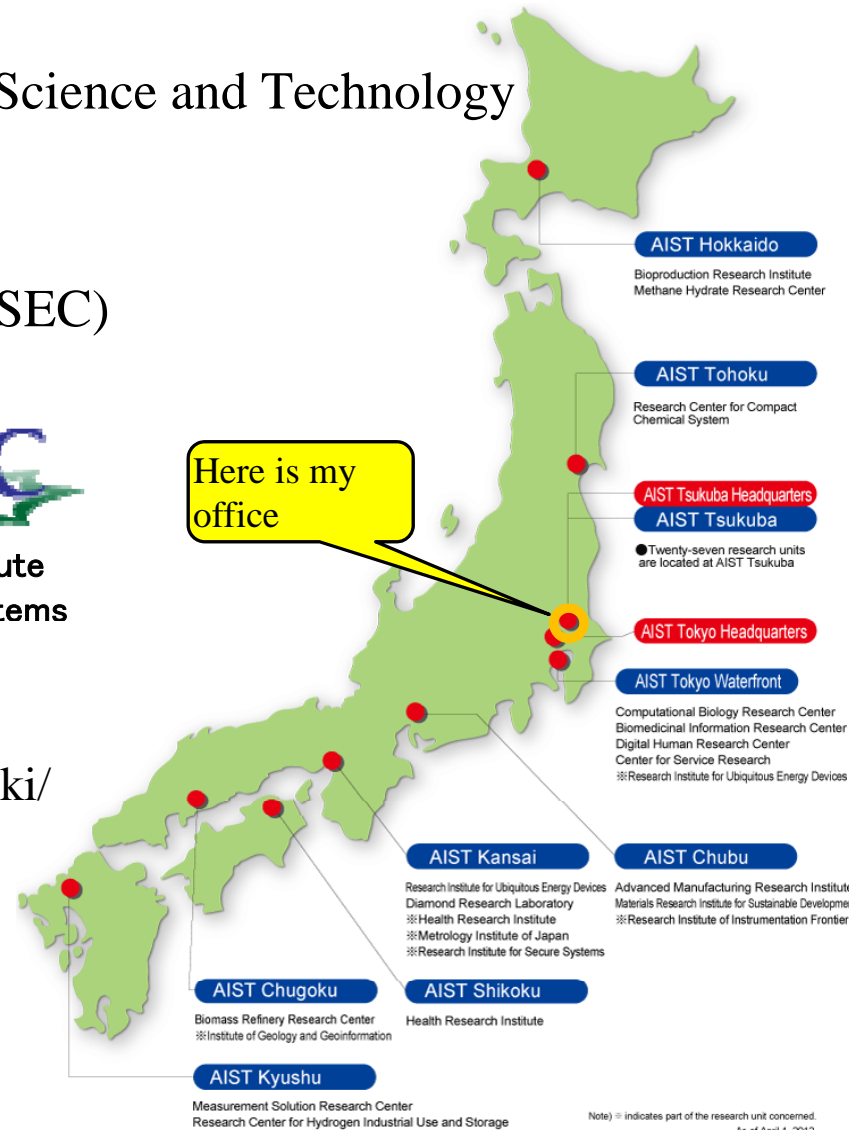 Science and Technology
AIST Hokkaido
Bioproduction Research Institute
Methane Hydrate Research Center
SEC)
AIST Tohoku
Research Center for Compact
Chemical System
C
Here is my
office
AIST Tsukuba Headquarters
AIST Tsukuba
●Twenty-seven research units
are located at AIST Tsukuba
ute
tems
AIST Tokyo Headquarters
AIST Tokyo Waterfront
Computational Biology Research Center
Biomedicinal Information Research Center
Digital Human Research Center
Center for Service Research
※Research Institute for Ubiquitous Energy Devices
ki/
AIST Kansai
Research Institute for Ubiquitous Energy Devices
Diamond Research Laboratory
※Health Research Institute
※Metrology Institute of Japan
※Research Institute for Secure Systems
AIST Chubu
Advanced Manufacturing Research Institute
Materials Research Institute for Sustainable Developme
※Research Institute of Instrumentation Frontier
AIST Chugoku
Biomass Refinery Research Center
※Institute of Geology and Geoinformation
AIST Shikoku
Health Research Institute
AIST Kyushu
Measurement Solution Research Center
Research Center for Hydrogen Industrial Use and Storage
Note) ※ indicates part of the research unit concerned.